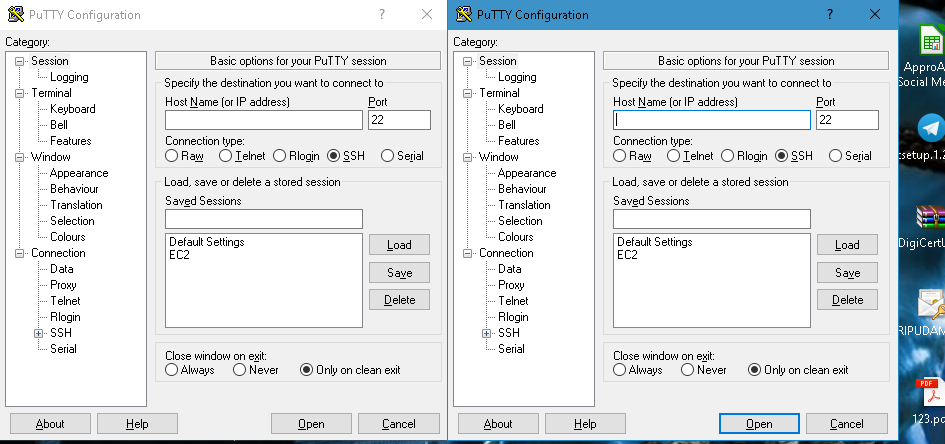 PuTTY Configuration ?
Category:
Session
Logging
Terminal
Keyboard
Bell
Features
Window
Appearance
Behaviour
Translation
Selection
Colours
Connection
Data
Proxy
Telnet
Rlogin
SSH
Serial
Basic options for your PuTTY session
Specify the destination you want to connect to
Host Name (or IP address) Port
22
Connection type:
Raw Telnet Rlogin SSH Serial
Load, save or delete a stored session
Saved Sessions
Default Settings
EC2
Load
Save
Delete
Close window on exit:
Always Never Only on clean exit
About Help Open Cancel
PuTTY Configuration ?
Category:
Session
Logging
Terminal
Keyboard
Bell
Features
Window
Appearance
Behaviour
Translation
Selection
Colours
Connection
Data
Proxy
Telnet
Rlogin
SSH
Serial
Basic options for your PuTTY session
Specify the destination you want to connect to
Host Name (or IP address) Port
22
Connection type:
Raw Telnet Rlogin SSH Serial
Load, save or delete a stored session
Saved Sessions
Default Settings
EC2
Load
Save
Delete
Close window on exit:
Always Never Only on clean exit
About Help Open Cancel
ApproA
Social Me
tsetup.1.2
DigiCertU
RIPUDAM
PDF
123.pd